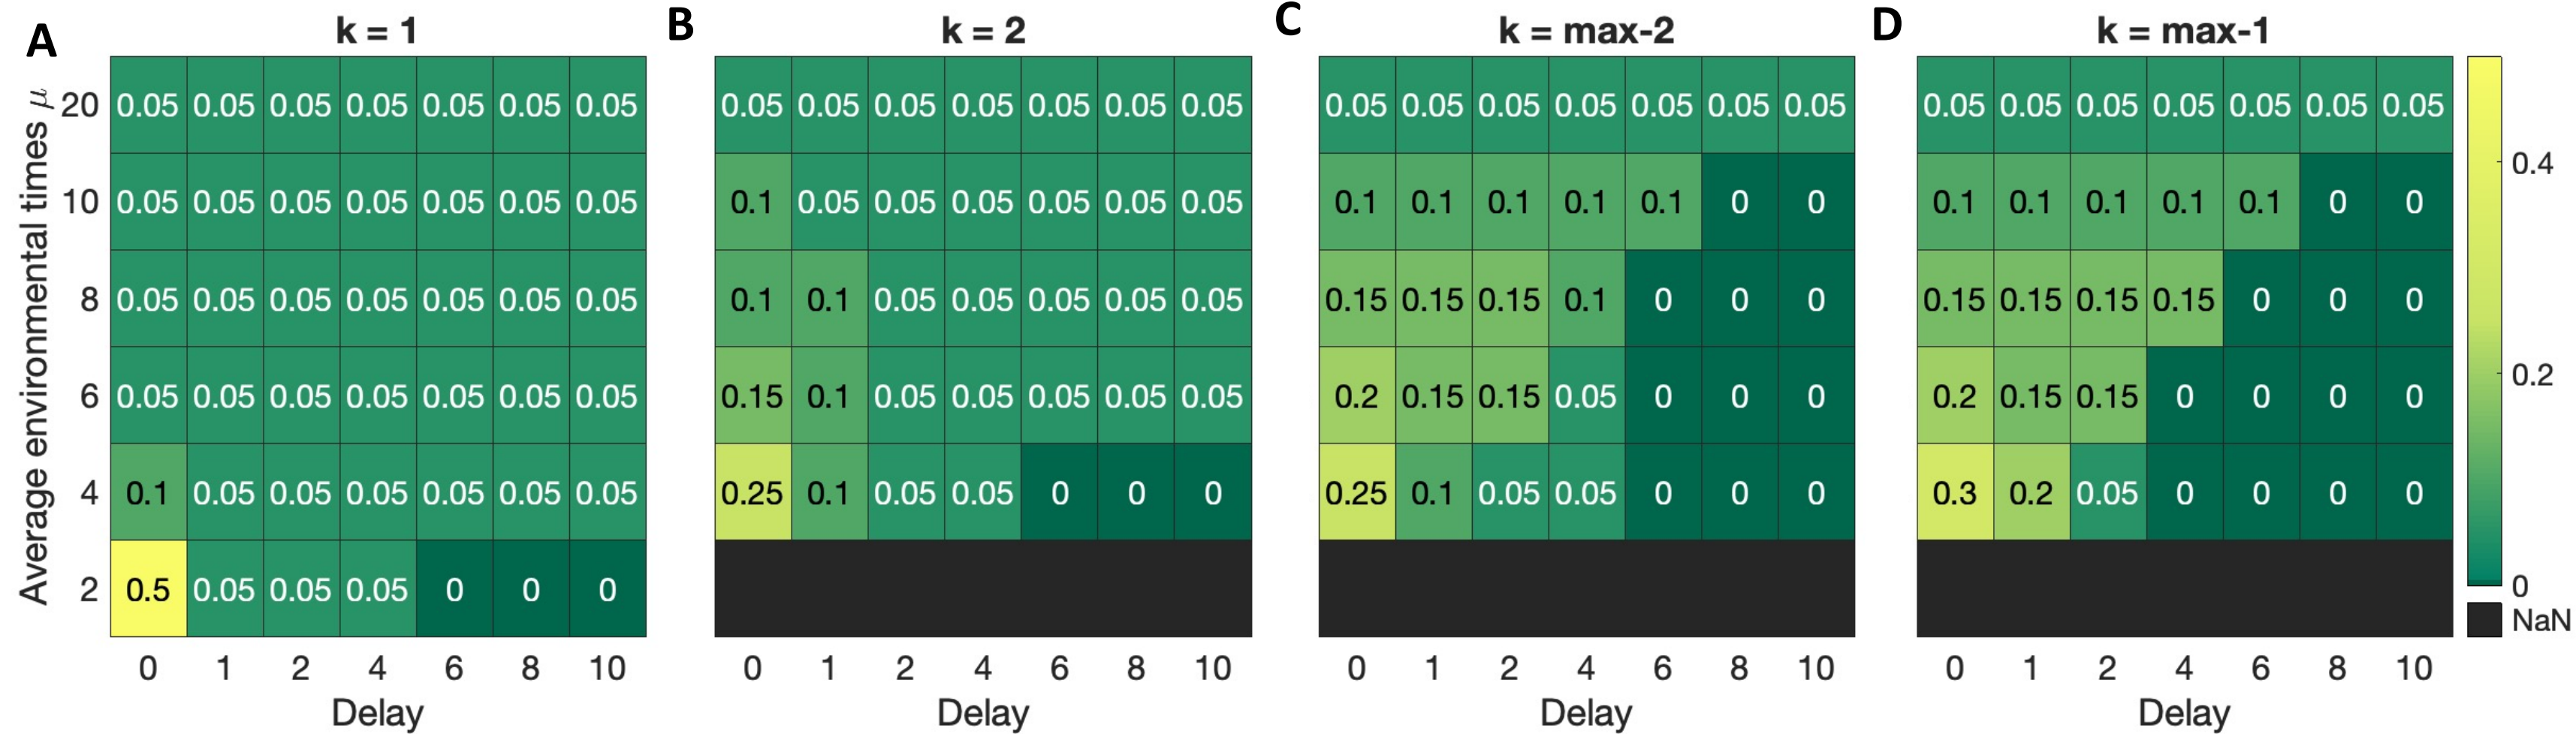 A
k = 1
Average environmental times μ
20 0.05 0.05 0.05 0.05 0.05 0.05 0.05
10 0.05 0.05 0.05 0.05 0.05 0.05 0.05
8 0.05 0.05 0.05 0.05 0.05 0.05 0.05
6 0.05 0.05 0.05 0.05 0.05 0.05 0.05
4 0.1 0.05 0.05 0.05 0.05 0.05 0.05
2 0.5 0.05 0.05 0.05 0 0 0
0 1 2 4 6 8 10
Delay
B
k = 2
0.05 0.05 0.05 0.05 0.05 0.05 0.05
0.1 0.05 0.05 0.05 0.05 0.05 0.05
0.1 0.1 0.05 0.05 0.05 0.05 0.05
0.15 0.1 0.05 0.05 0.05 0.05 0.05
0.25 0.1 0.05 0.05 0 0 0
0 1 2 4 6 8 10
Delay
C
k = max-2
0.05 0.05 0.05 0.05 0.05 0.05 0.05
0.1 0.1 0.1 0.1 0.1 0 0
0.15 0.15 0.15 0.1 0 0 0
0.2 0.15 0.15 0.05 0 0 0
0.25 0.1 0.05 0.05 0 0 0
0 1 2 4 6 8 10
Delay
D
k = max-1
0.05 0.05 0.05 0.05 0.05 0.05 0.05
0.1 0.1 0.1 0.1 0.1 0 0
0.15 0.15 0.15 0.15 0 0 0
0.2 0.15 0.15 0 0 0 0
0.3 0.2 0.05 0 0 0 0
0 1 2 4 6 8 10
Delay
0.4
0.2
0
NaN